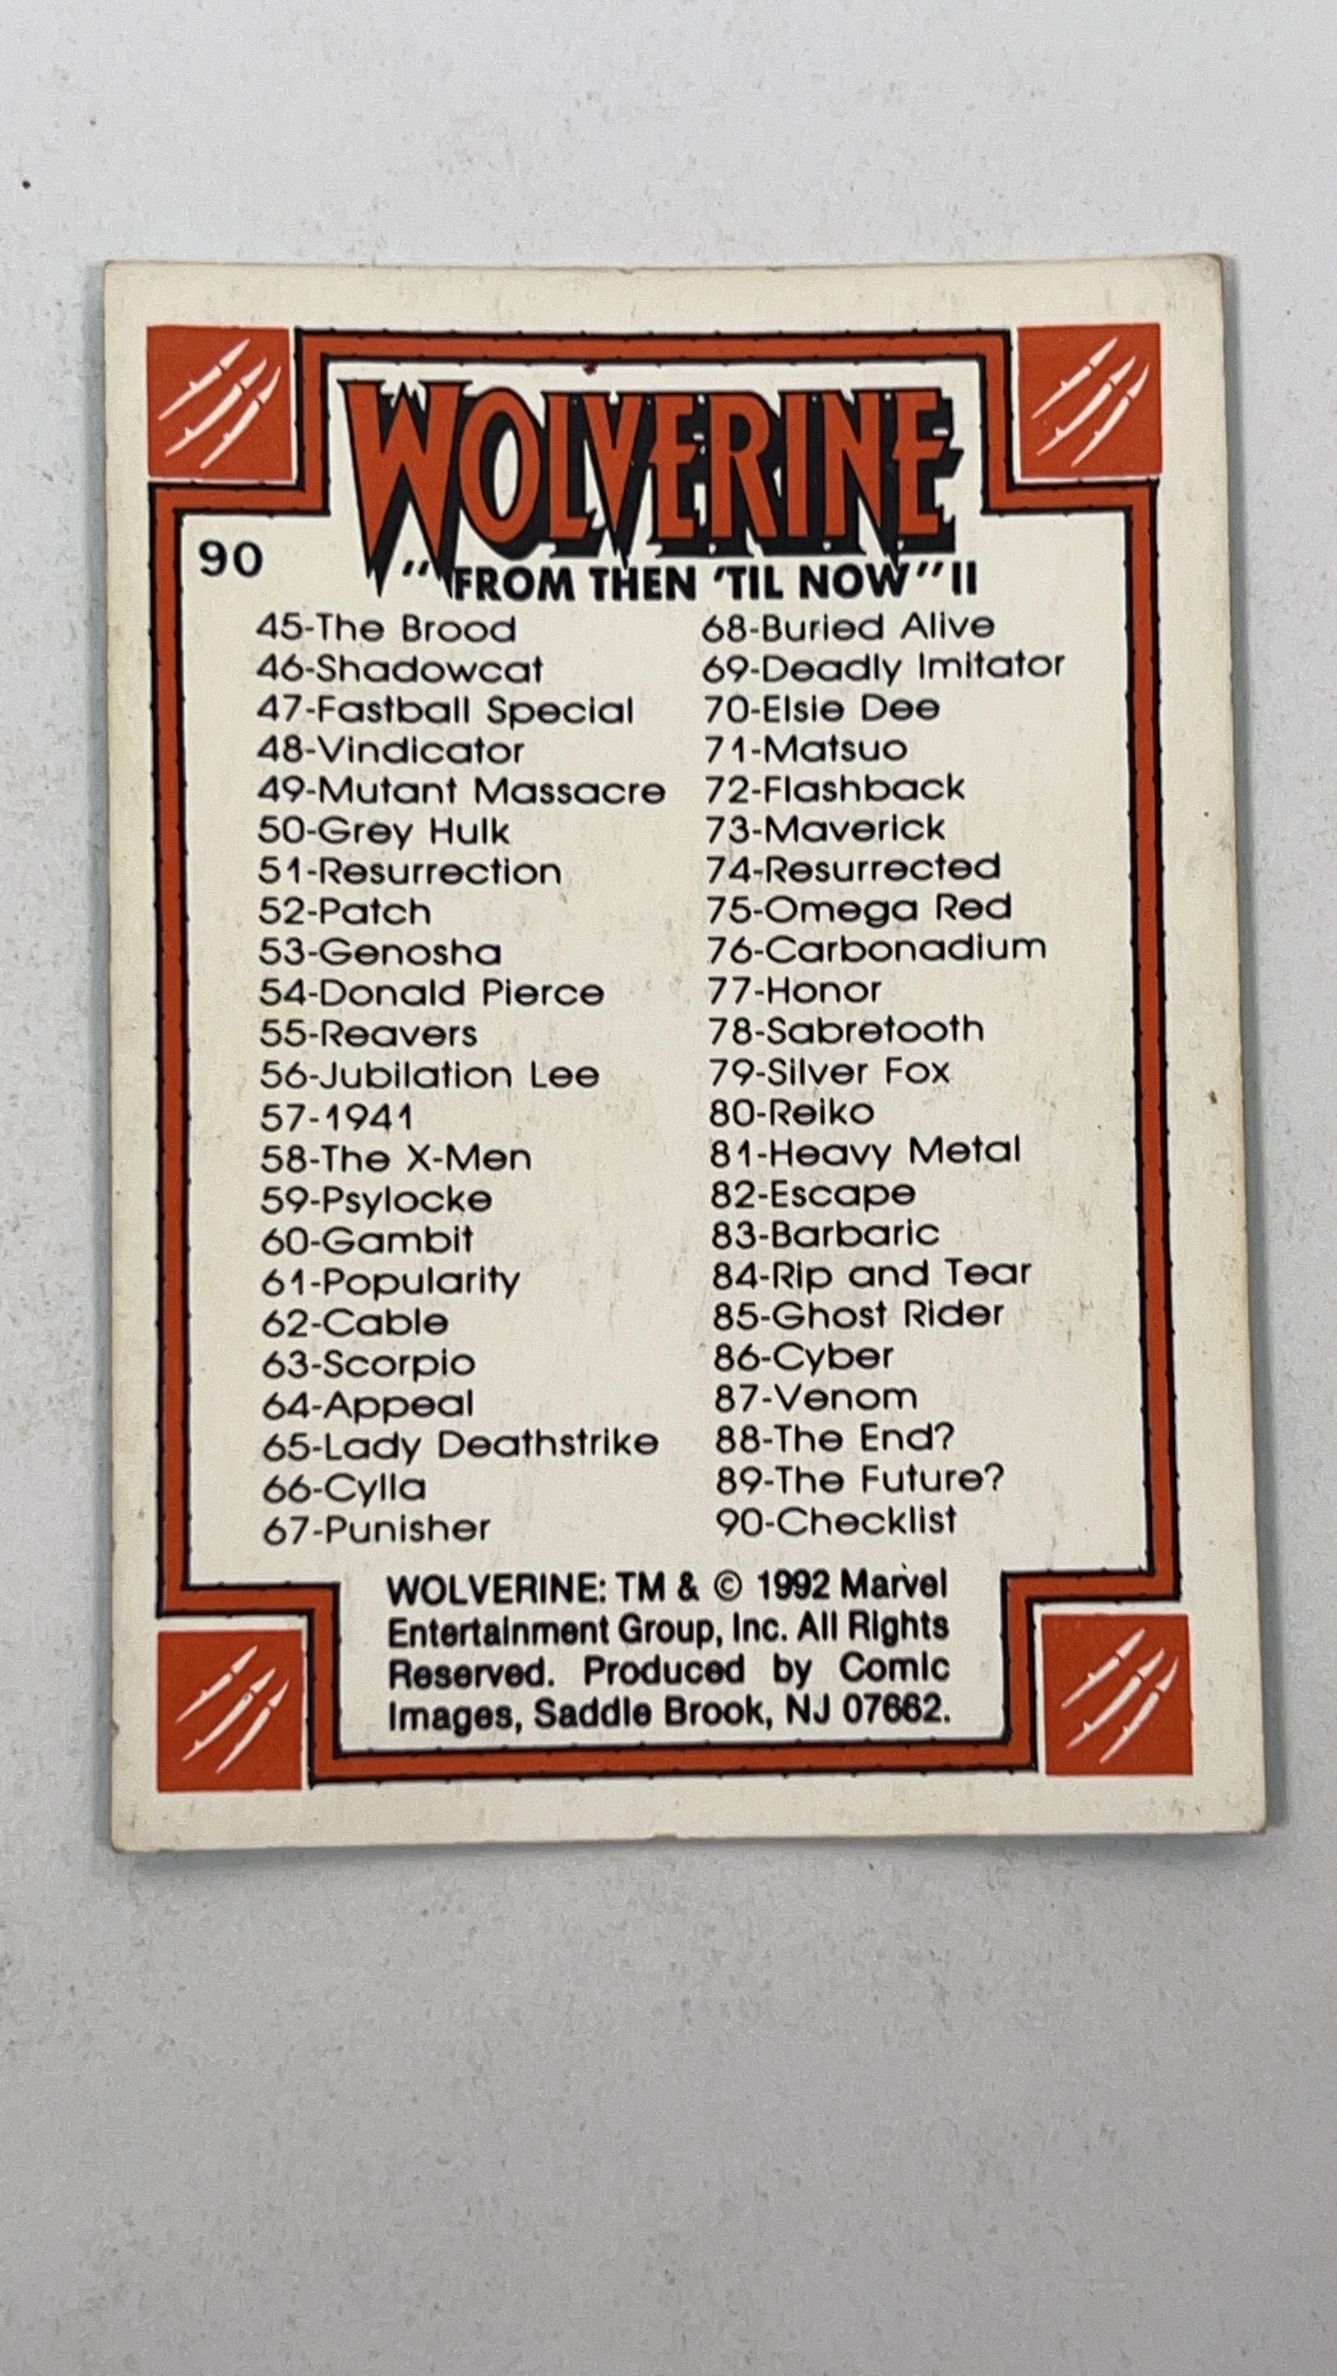 WOLVERINE
"FROM THEN 'TIL NOW" II
90
45-The Brood
46-Shadowcat
47-Fastball Special
48-Vindicator
49-Mutant Massacre
50-Grey Hulk
51-Resurrection
52-Patch
53-Genosha
54-Donald Pierce
55-Reavers
56-Jubilation Lee
57-1941
58-The X-Men
59-Psylocke
60-Gambit
61-Popularity
62-Cable
63-Scorpio
64-Appeal
65-Lady Deathstrike
66-Cylla
67-Punisher
68-Buried Alive
69-Deadly Imitator
70-Elsie Dee
71-Matsuo
72-Flashback
73-Maverick
74-Resurrected
75-Omega Red
76-Carbonadium
77-Honor
78-Sabretooth
79-Silver Fox
80-Reiko
81-Heavy Metal
82-Escape
83-Barbaric
84-Rip and Tear
85-Ghost Rider
86-Cyber
87-Venom
88-The End?
89-The Future?
90-Checklist
WOLVERINE: TM & © 1992 Marvel
Entertainment Group, Inc. All Rights
Reserved. Produced by Comic
Images, Saddle Brook, NJ 07662.